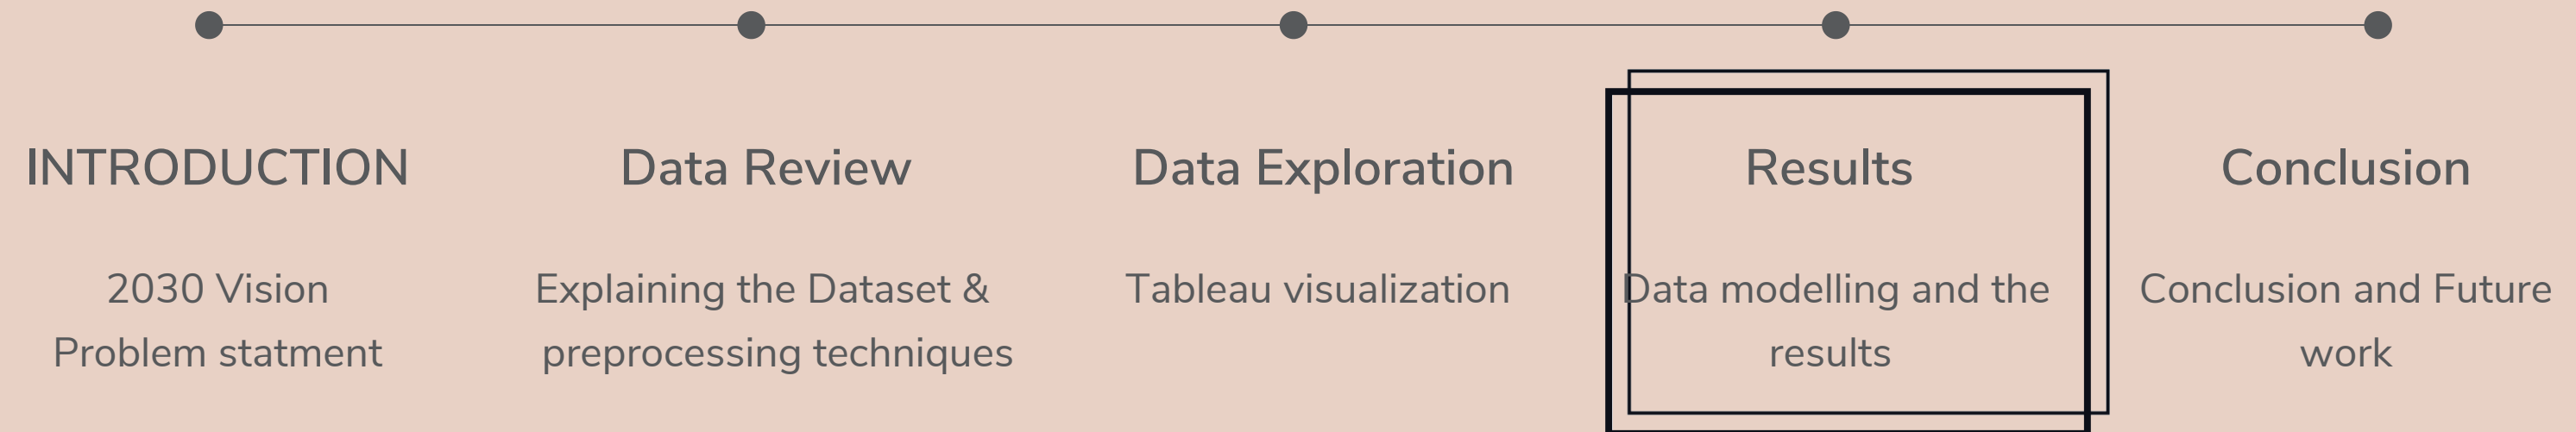 INTRODUCTION
2030 Vision
Problem statment
Data Review
Explaining the Dataset &
preprocessing techniques
Data Exploration
Tableau visualization
Results
Data modelling and the
results
Conclusion
Conclusion and Future
work